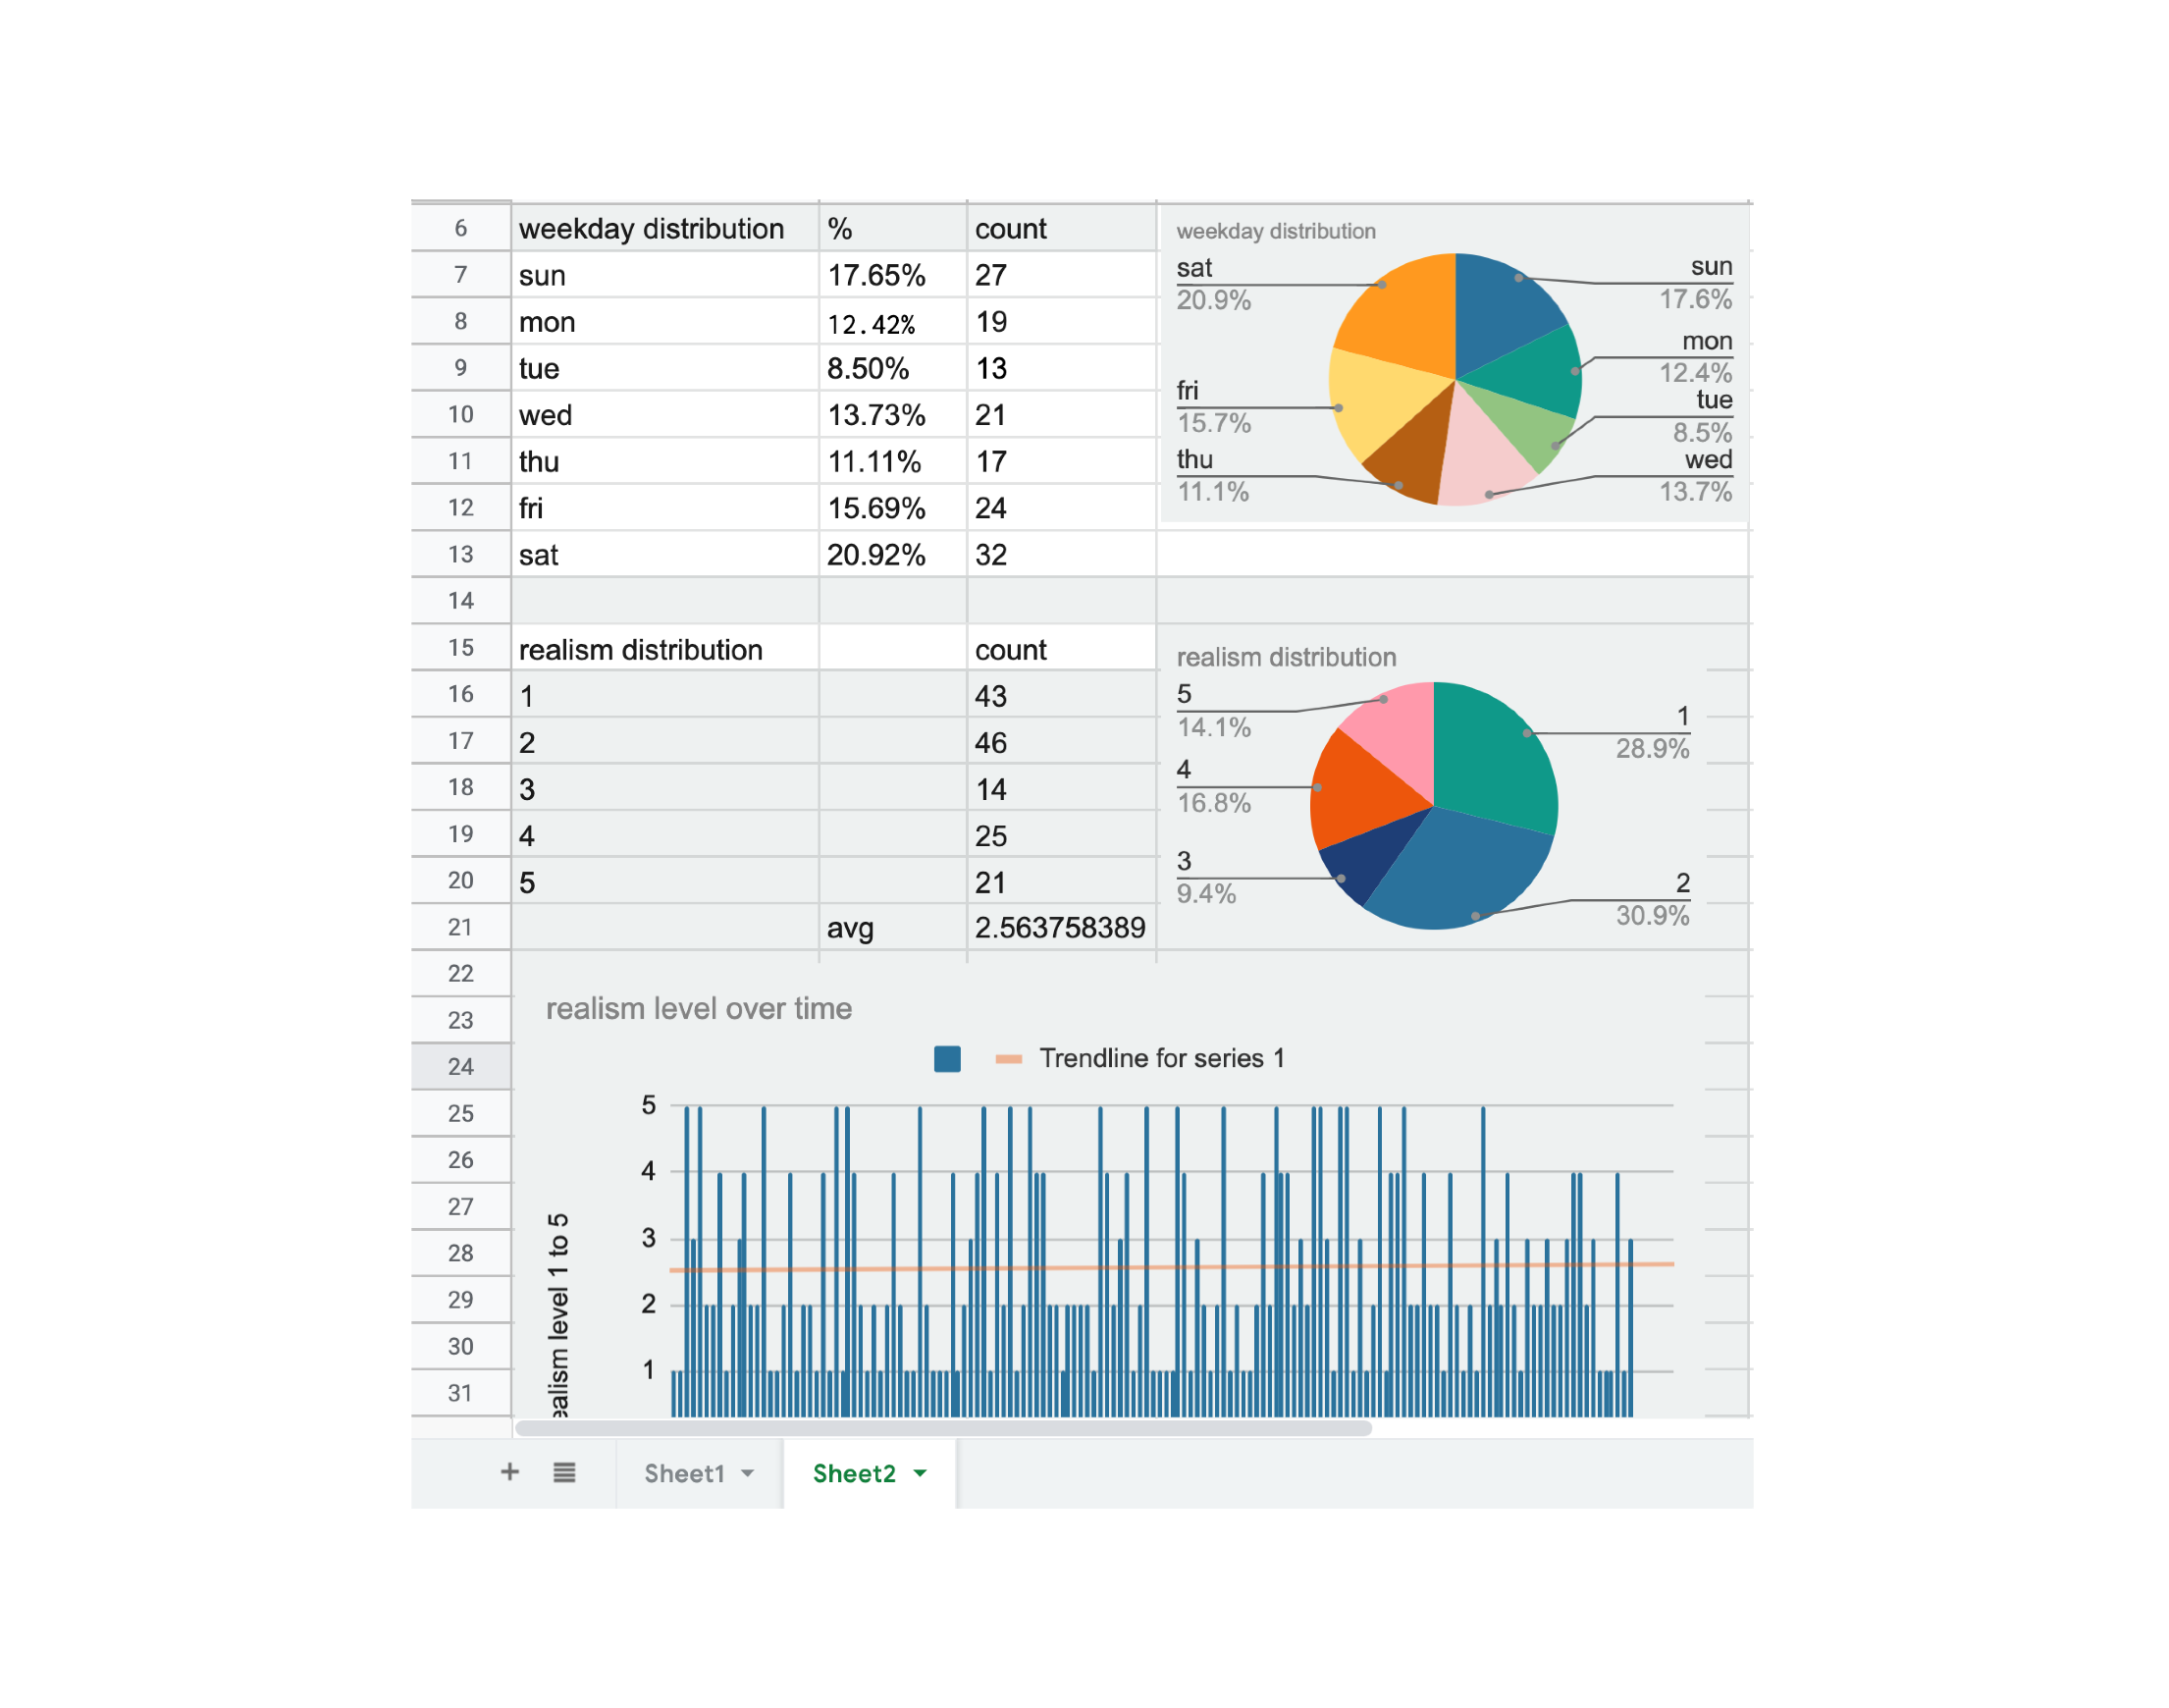 6 weekday distribution % count
7 sun 17.65% 27
8 mon 12.42% 19
9 tue 8.50% 13
10 wed 13.73% 21
11 thu 11.11% 17
12 fri 15.69% 24
13 sat 20.92% 32
14
weekday distribution
sat
20.9%
fri
15.7%
thu
11.1%
sun
17.6%
mon
12.4%
tue
8.5%
wed
13.7%
15 realism distribution count
16 1 43
17 2 46
18 3 14
19 4 25
20 5 21
21 avg 2.563758389
realism distribution
5
14.1%
4
16.8%
3
9.4%
1
28.9%
2
30.9%
22
23
24
25
26
27
28
29
30
31
realism level over time
Trendline for series 1
5
4
3
2
1
ealism level 1 to 5
+ Sheet1 Sheet2